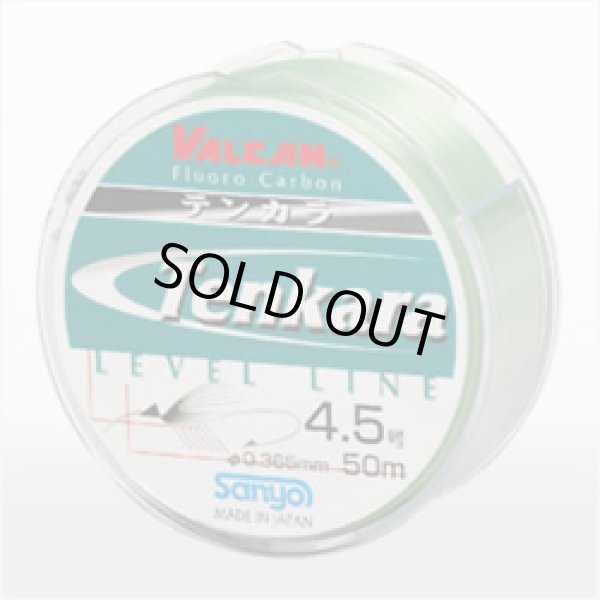 VALCAN®
Fluoro Carbon
テンカラ
Tenkara
SOLD OUT
LEVEL LINE
4.5号
φ0.365mm 50m
Sanyo
MADE IN JAPAN